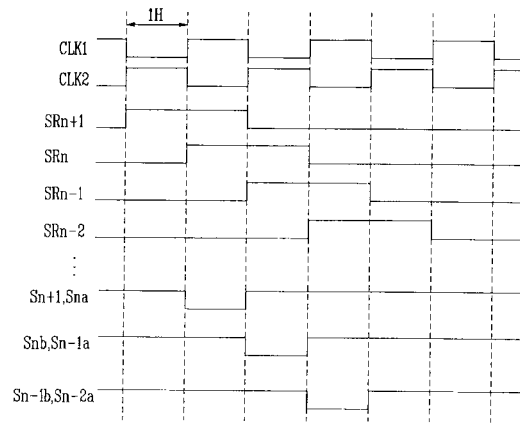 1H
CLK1
CLK2
SRn+1
SRn
SRn-1
SRn-2
⋮
Sn+1,Sna
Snb,Sn-1a
Sn-1b,Sn-2a